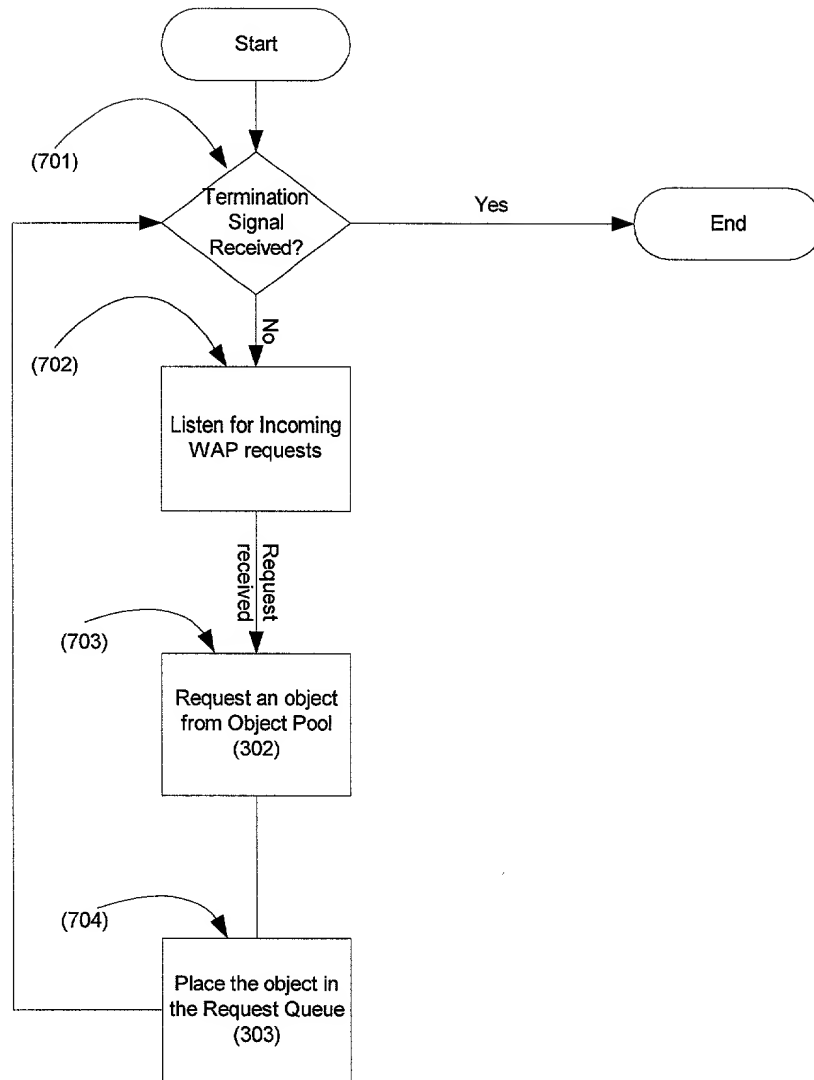 Start
(701)
Termination
Signal
Received?
Yes
End
No
(702)
Listen for Incoming
WAP requests
Request
received
(703)
Request an object
from Object Pool
(302)
(704)
Place the object in
the Request Queue
(303)